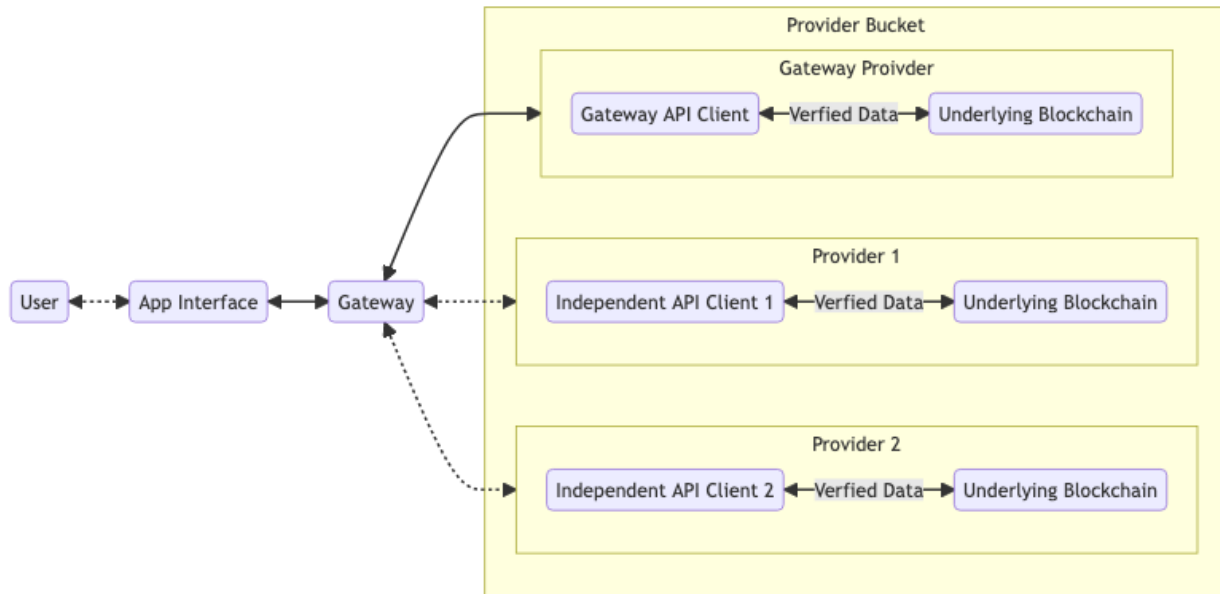 Provider Bucket
Gateway Proivder
Gateway API Client
Verfied Data
Underlying Blockchain
Provider 1
User
App Interface
Gateway
Independent API Client 1
Verfied Data
Underlying Blockchain
Provider 2
Independent API Client 2
Verfied Data
Underlying Blockchain